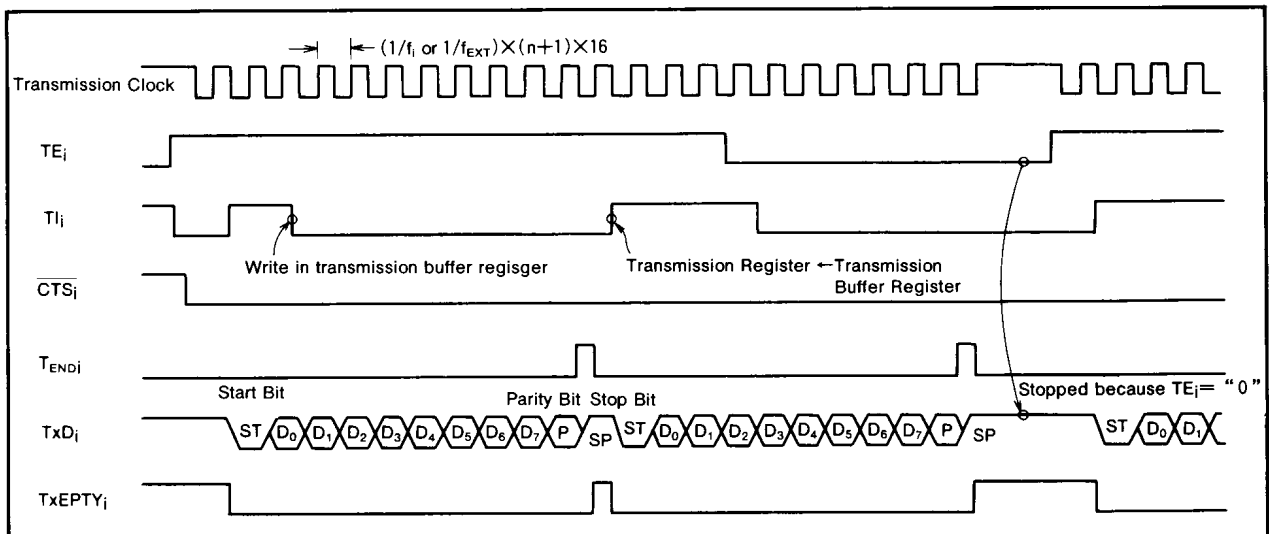 (1/fi or 1/fEXT)×(n+1)×16
Transmission Clock
TEi
TIi
Write in transmission buffer regisger
Transmission Register ←Transmission
Buffer Register
CTSi
TENDi
Start Bit
Parity Bit Stop Bit
Stopped because TEi= “0”
TxDi
ST D0 D1 D2 D3 D4 D5 D6 D7 P SP ST D0 D1 D2 D3 D4 D5 D6 D7 P SP ST D0 D1
TxEPTYi